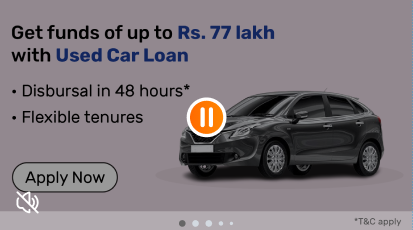 Get funds of up to Rs. 77 lakh
with Used Car Loan
• Disbursal in 48 hours*
• Flexible tenures
Apply Now
*T&C apply